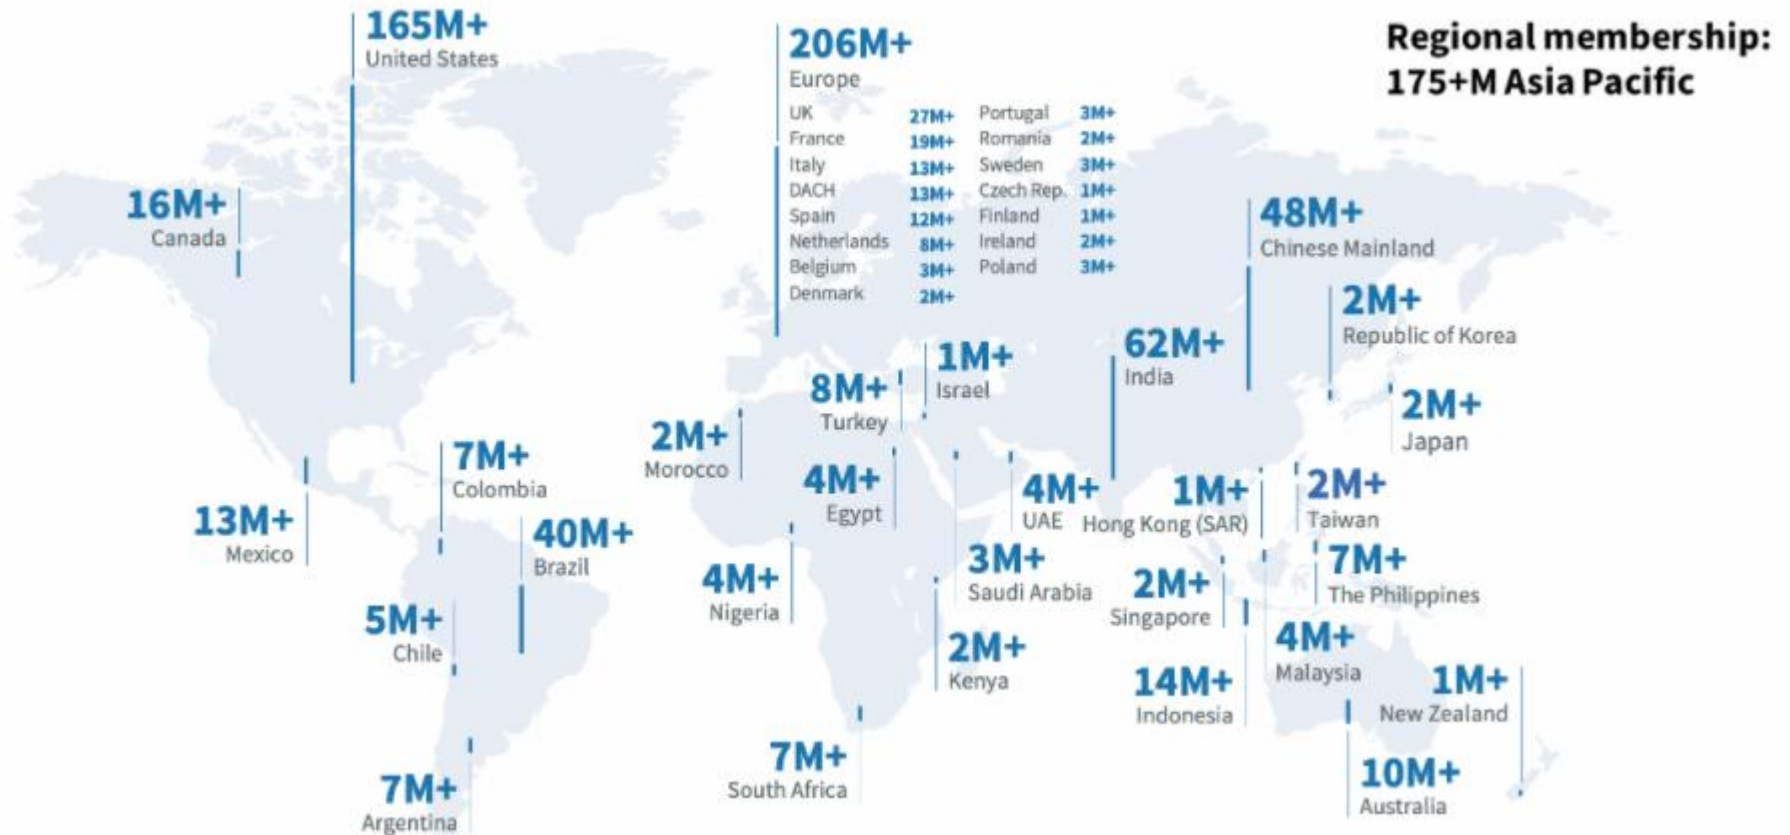 165M+
United States
206M+
Europe
UK 27M+ Portugal 3M+
France 19M+ Romania 2M+
Italy 13M+ Sweden 3M+
DACH 13M+ Czech Rep. 1M+
Spain 12M+ Finland 1M+
Netherlands 8M+ Ireland 2M+
Belgium 3M+ Poland 3M+
Denmark 2M+
Regional membership:
175+M Asia Pacific
16M+
Canada
48M+
Chinese Mainland
2M+
Republic of Korea
62M+
India
1M+
Israel
8M+
Turkey
2M+
Japan
2M+
Morocco
7M+
Colombia
4M+
Egypt
4M+
UAE
1M+
Hong Kong (SAR)
2M+
Taiwan
13M+
Mexico
40M+
Brazil
4M+
Nigeria
3M+
Saudi Arabia
2M+
Singapore
7M+
The Philippines
5M+
Chile
2M+
Kenya
4M+
Malaysia
14M+
Indonesia
1M+
New Zealand
7M+
South Africa
7M+
Argentina
10M+
Australia